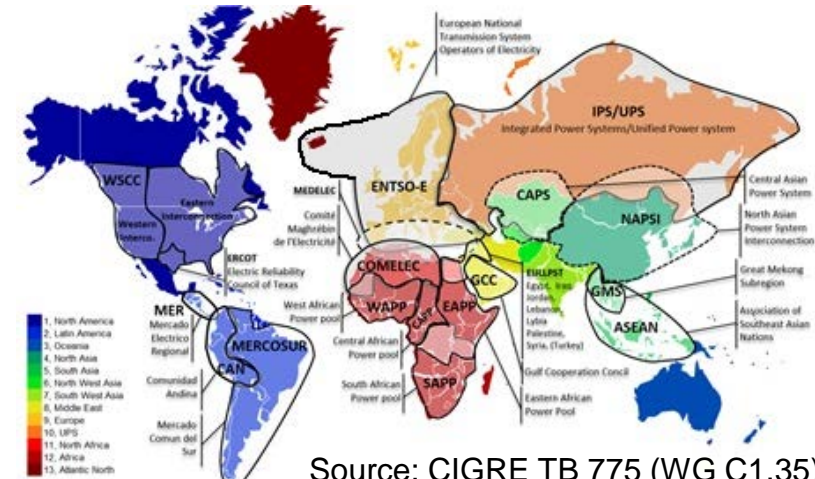 European National
Transmission System
Operators of Electricity
IPS/UPS
Integrated Power Systems/Unified Power system
WSCC
Eastern
Interconnection
Western
Interco.
ERCOT
Electric Reliability
Council of Texas
MEDELEC
Comité
Maghrébin
de l'Electricité
ENTSO-E
CAPS
NAPSI
Central Asian
Power System
North Asian
Power System
Interconnection
Great Mekong
Subregion
Association of
Southeast Asian
Nations
COMELEC
WAPP
CAPP
EAPP
SAPP
GCC
EIJLLPST
Egypt, Iraq
Jordan,
Lebanon,
Lybia
Palestine,
Syria, (Turkey)
GMS
ASEAN
MER
Mercado
Electrico
Regional
MERCOSUR
CAN
Comunidad
Andina
Mercado
Comun del
Sur
West African
Power pool
Central African
Power pool
South African
Power pool
Gulf Cooperation Concil
Eastern African
Power Pool
1, North America
2, Latin America
3, Oceania
4, North Asia
5, South Asia
6, North West Asia
7, South West Asia
8, Middle East
9, Europe
10, UPS
11, North Africa
12, Africa
13, Atlantic North
Source: CIGRE TB 775 (WG C1.35)